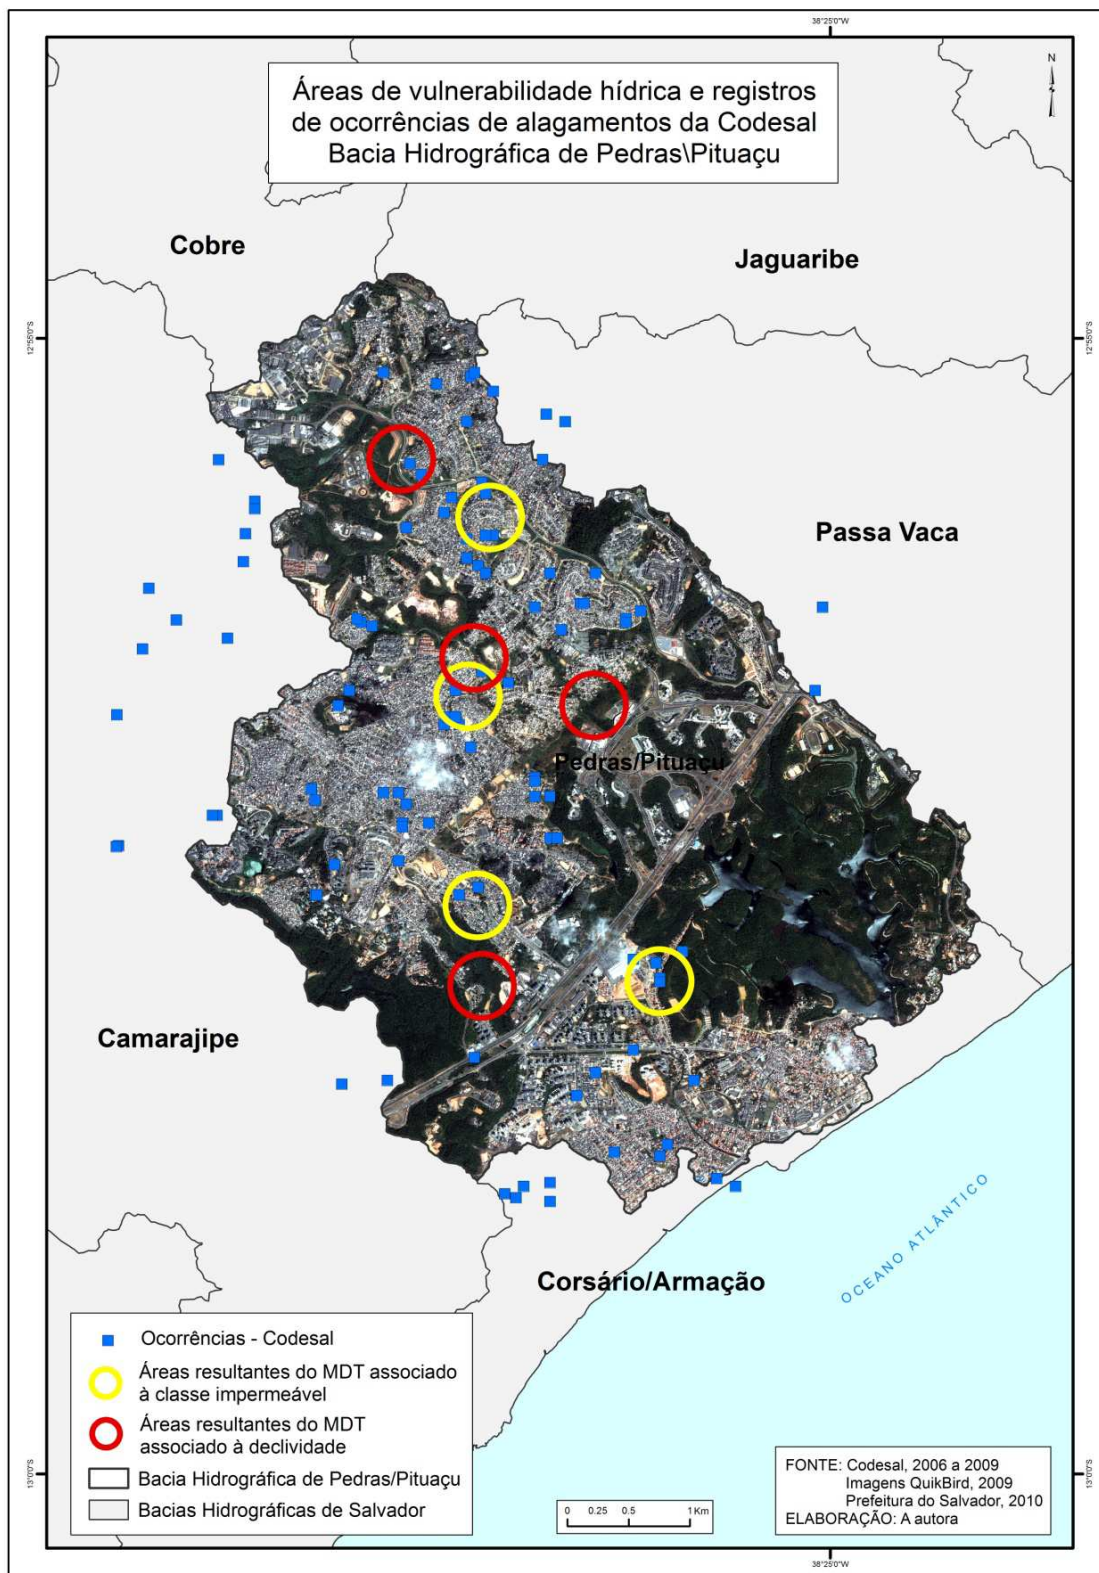 38°25'0"W
Áreas de vulnerabilidade hídrica e registros
de ocorrências de alagamentos da Codesal
Bacia Hidrográfica de Pedras\Pituaçu
N
Cobre
Jaguaribe
12°55'0"S
12°55'0"S
Passa Vaca
Pedras/Pituaçu
Camarajipe
OCEANO ATLÂNTICO
Corsário/Armação
Ocorrências - Codesal
Áreas resultantes do MDT associado
à classe impermeável
Áreas resultantes do MDT
associado à declividade
Bacia Hidrográfica de Pedras/Pituaçu
Bacias Hidrográficas de Salvador
0 0.25 0.5 1 Km
FONTE: Codesal, 2006 a 2009
Imagens QuikBird, 2009
Prefeitura do Salvador, 2010
ELABORAÇÃO: A autora
13°0'0"S
13°0'0"S
38°25'0"W